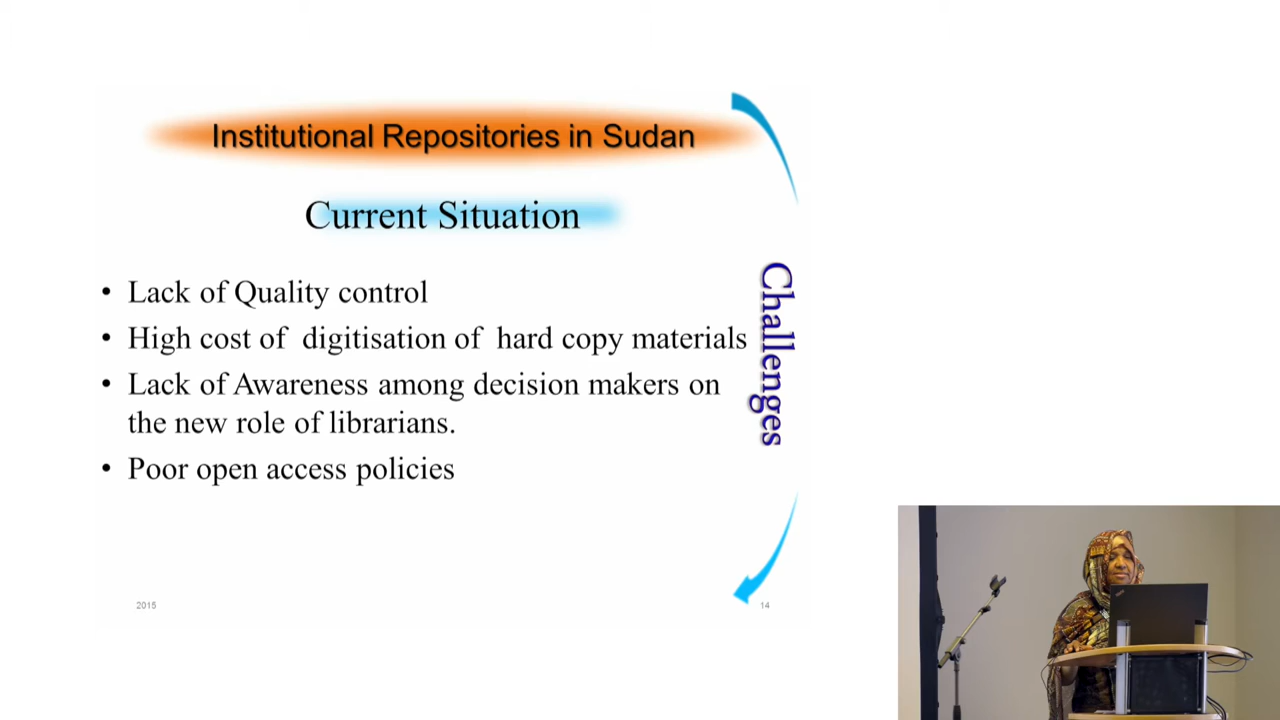 Institutional Repositories in Sudan
Current Situation
• Lack of Quality control
• High cost of digitisation of hard copy materials
• Lack of Awareness among decision makers on
the new role of librarians.
• Poor open access policies
Challenges
2015
14